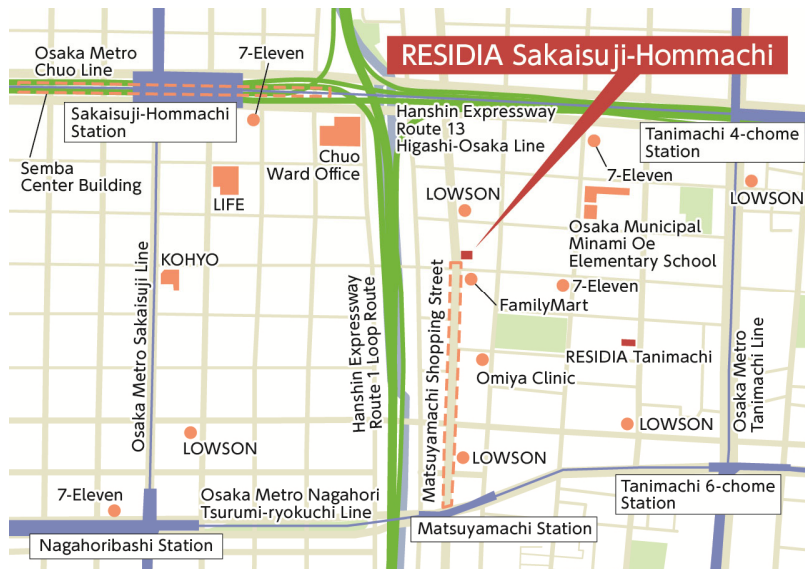 Osaka Metro
Chuo Line
7-Eleven
RESIDIA Sakaisuji-Hommachi
Sakaisuji-Hommachi
Station
Hanshin Expressway
Route 13
Higashi-Osaka Line
Tanimachi 4-chome
Station
Semba
Center Building
Chuo
Ward Office
7-Eleven
LIFE
LOWSON
LOWSON
Osaka Municipal
Minami Oe
Elementary School
KOHYO
7-Eleven
FamilyMart
Osaka Metro Sakaisuji Line
Hanshin Expressway
Route 1 Loop Route
Matsuyamachi Shopping Street
RESIDIA Tanimachi
Omiya Clinic
Osaka Metro
Tanimachi Line
LOWSON
LOWSON
LOWSON
7-Eleven
Osaka Metro Nagahori
Tsurumi-ryokuchi Line
Tanimachi 6-chome
Station
Matsuyamachi Station
Nagahoribashi Station